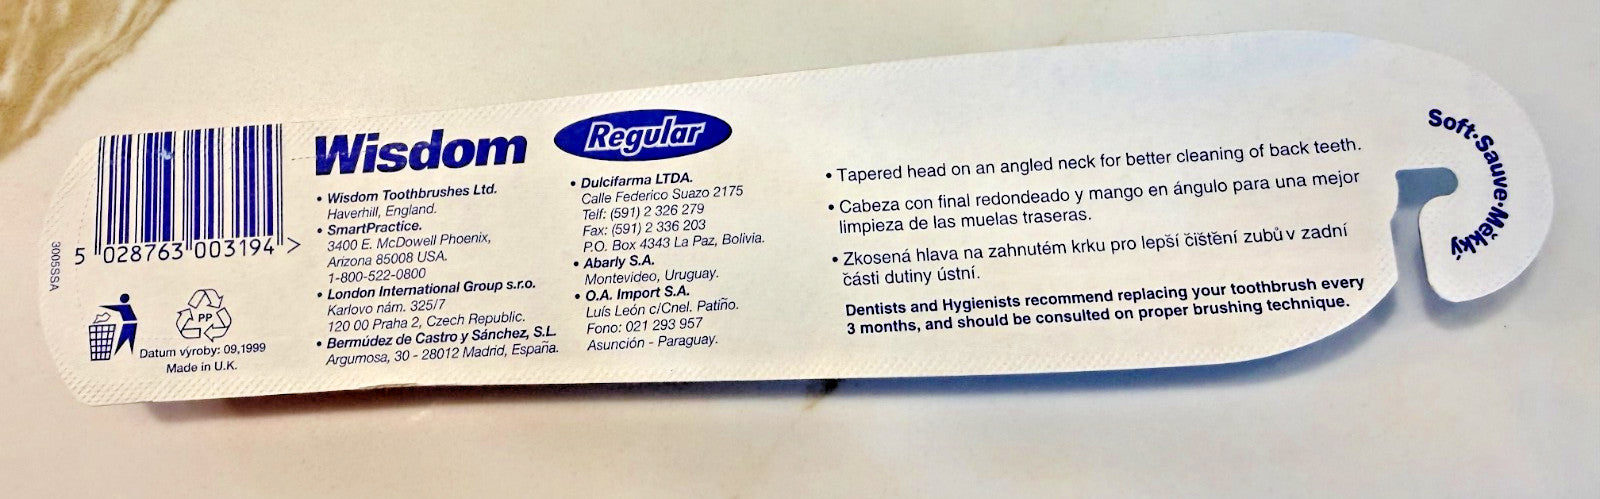 5 028763 003194 >
3005SSA
PP
Datum výroby: 09,1999
Made in U.K.
Wisdom
• Wisdom Toothbrushes Ltd.
Haverhill, England.
• SmartPractice.
3400 E. McDowell Phoenix,
Arizona 85008 USA.
1-800-522-0800
• London International Group s.r.o.
Karlovo nám. 325/7
120 00 Praha 2, Czech Republic.
• Bermúdez de Castro y Sánchez, S.L.
Argumosa, 30 - 28012 Madrid, España.
Regular
• Dulcifarma LTDA.
Calle Federico Suazo 2175
Telf: (591) 2 326 279
Fax: (591) 2 336 203
P.O. Box 4343 La Paz, Bolivia.
• Abarly S.A.
Montevideo, Uruguay.
• O.A. Import S.A.
Luís León c/Cnel. Patiño.
Fono: 021 293 957
Asunción - Paraguay.
• Tapered head on an angled neck for better cleaning of back teeth.
• Cabeza con final redondeado y mango en ángulo para una mejor
limpieza de las muelas traseras.
• Zkosená hlava na zahnutém krku pro lepší čištění zubů v zadní
části dutiny ústní.
Dentists and Hygienists recommend replacing your toothbrush every
3 months, and should be consulted on proper brushing technique.
Soft·Sauve·Měkký